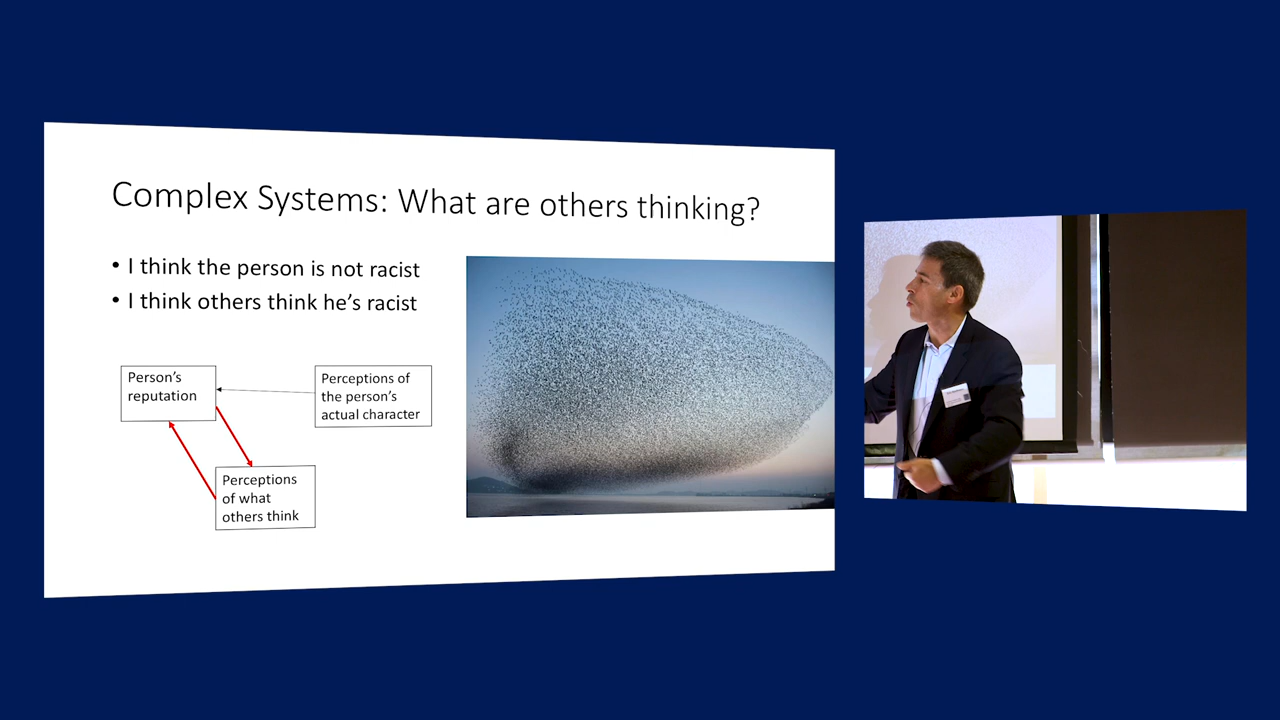 Complex Systems: What are others thinking?
• I think the person is not racist
• I think others think he’s racist
Person’s
reputation
Perceptions of
the person’s
actual character
Perceptions
of what
others think